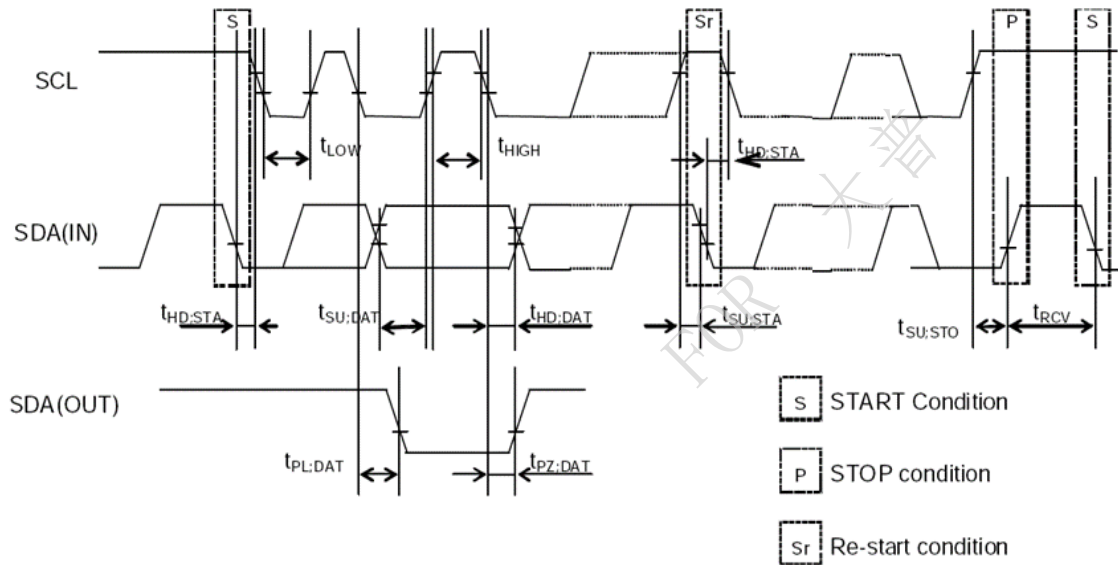 S Sr P S
SCL
tLOW tHIGH tHD;STA
SDA(IN)
tHD;STA tSU;DAT tHD;DAT tSU;STA tSU;STO tRCV
SDA(OUT)
tPL;DAT tPZ;DAT
S START Condition
P STOP condition
Sr Re-start condition
FOR 大普